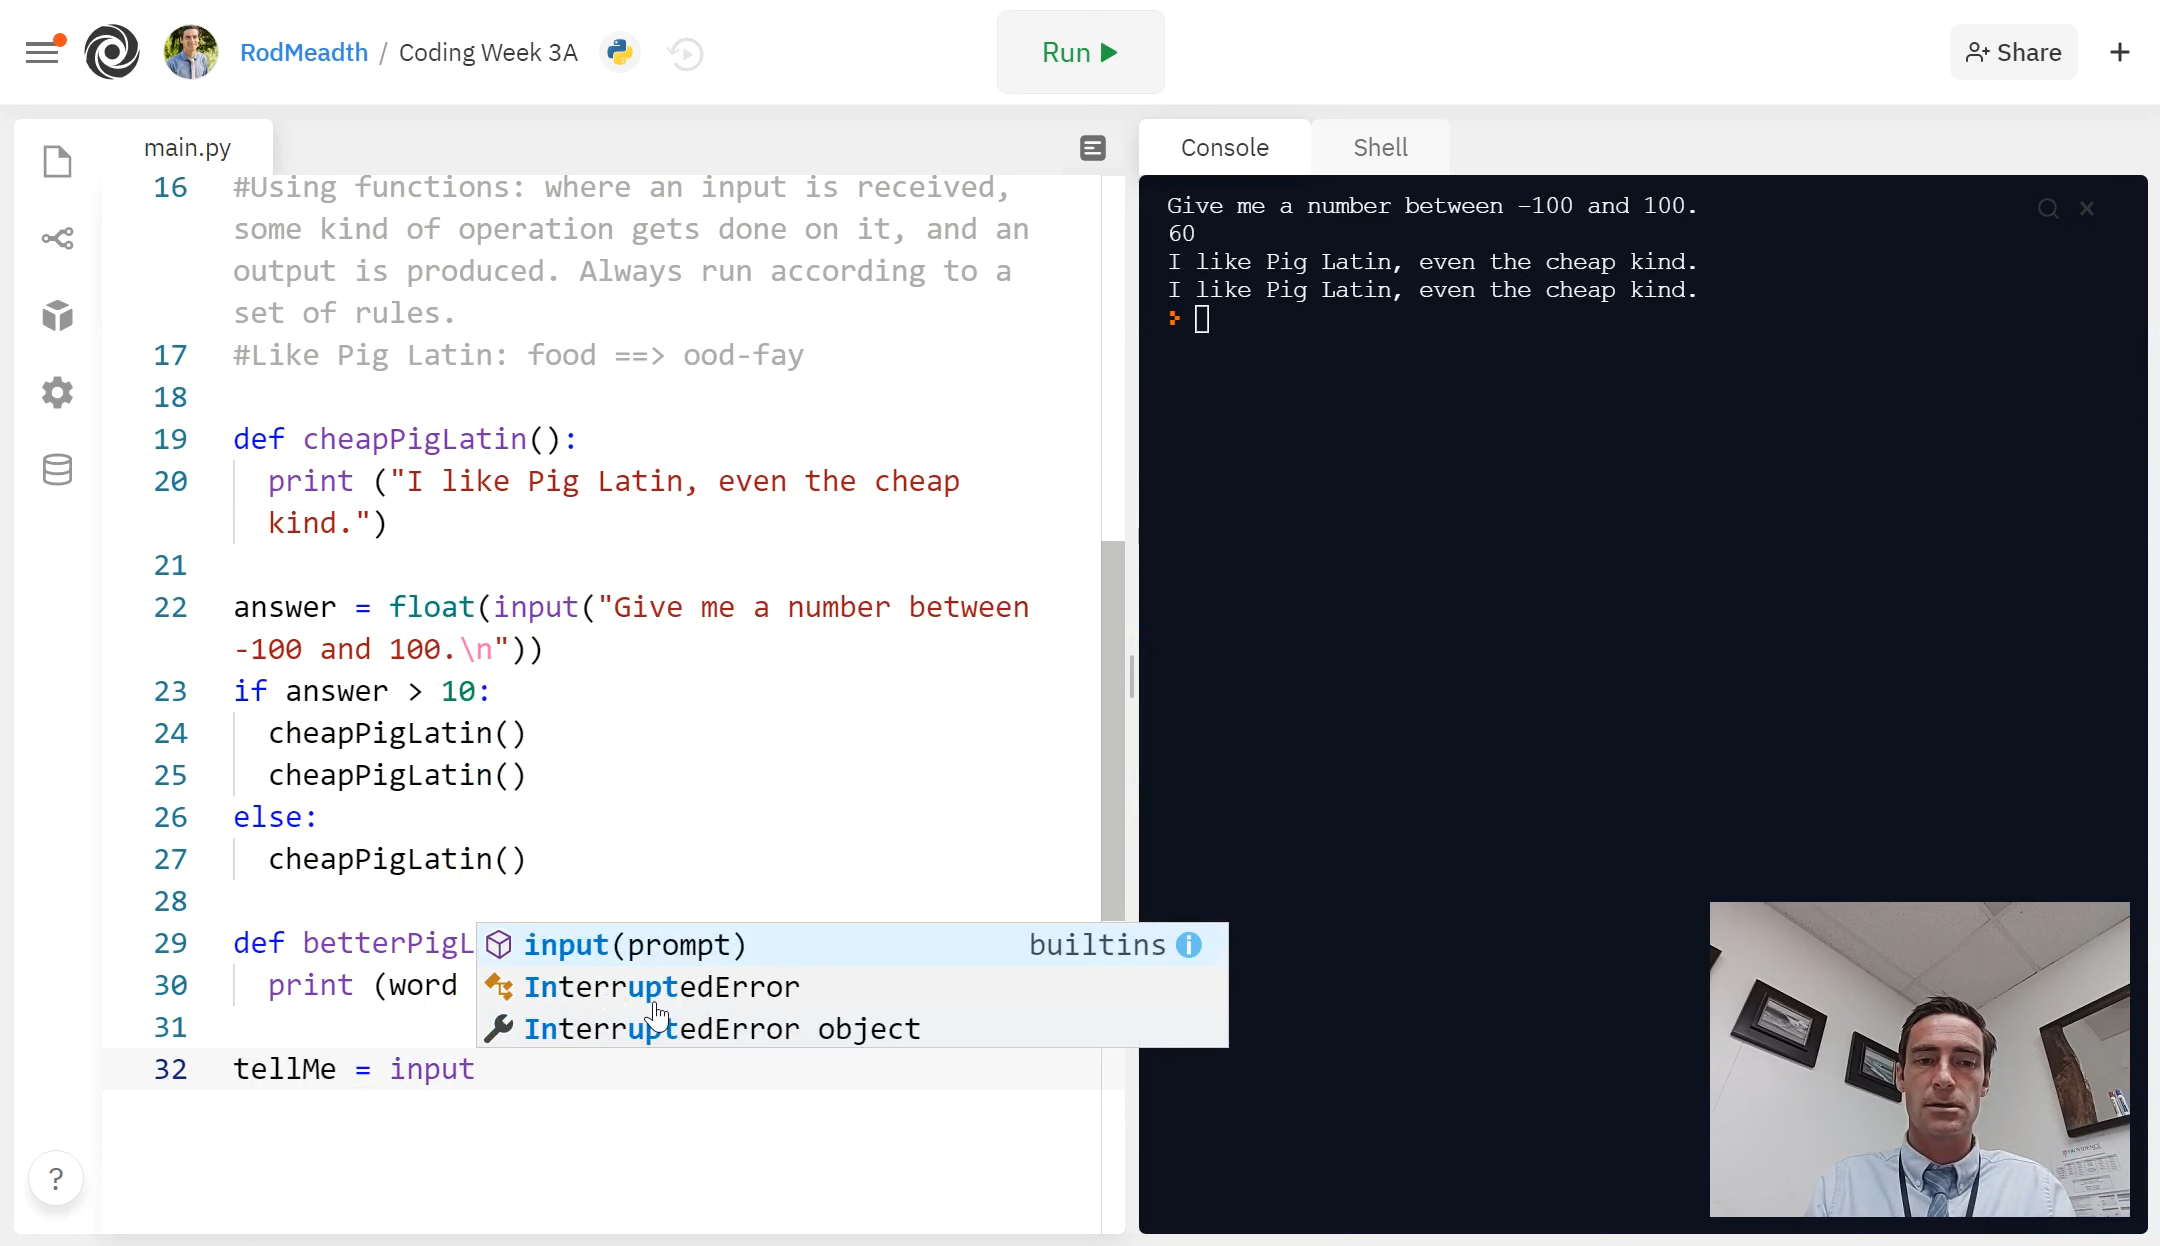 RodMeadth / Coding Week 3A
Run
Share
+
main.py
Console
Shell
16 #Using functions: where an input is received,
some kind of operation gets done on it, and an
output is produced. Always run according to a
set of rules.
17 #Like Pig Latin: food ==> ood-fay
18
19 def cheapPigLatin():
20 print ("I like Pig Latin, even the cheap
kind.")
21
22 answer = float(input("Give me a number between
-100 and 100.\n"))
23 if answer > 10:
24 cheapPigLatin()
25 cheapPigLatin()
26 else:
27 cheapPigLatin()
28
29 def betterPigL
30 print (word
31
32 tellMe = input
input(prompt) builtins
InterruptedError
InterruptedError object
?
Give me a number between -100 and 100.
60
I like Pig Latin, even the cheap kind.
I like Pig Latin, even the cheap kind.
PROVIDENCE